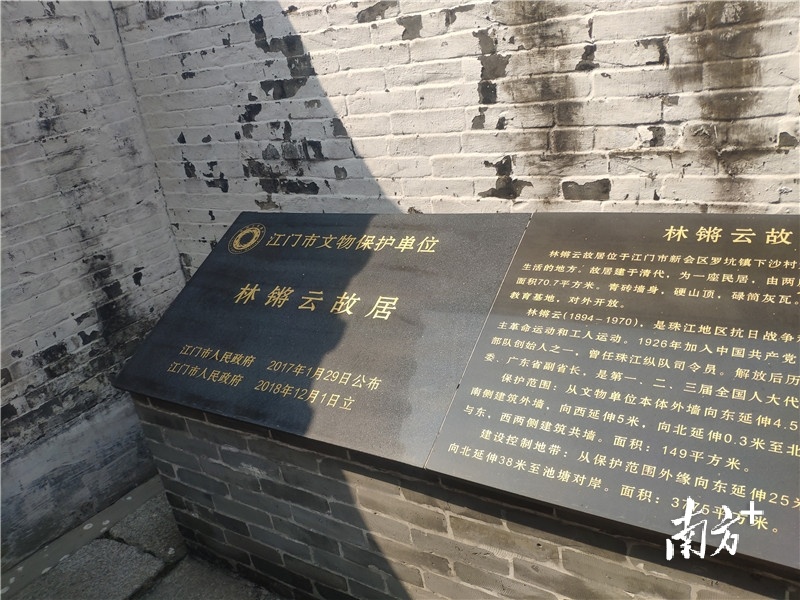 江门市文物保护单位
林锵云故居
江门市人民政府 2017年1月29日公布
江门市人民政府 2018年12月1日立
林锵云故
林锵云故居位于江门市新会区罗坑镇下沙村
生活的地方。故居建于清代，为一座民居，由两
面积70.7平方米。青砖墙身，硬山顶，碌筒灰瓦。
教育基地，对外开放。
林锵云(1894-1970)，是珠江地区抗日战争
主革命运动和工人运动。1926年加入中国共产党
部队创始人之一，曾任珠江纵队司令员。解放后历
委、广东省副省长，是第一、二、三届全国人大代
保护范围：从文物单位本体外墙向东延伸4.5
南侧建筑外墙，向西延伸5米，向北延伸0.3米至北
与东、西两侧建筑共墙。面积：149平方米。
建设控制地带：从保护范围外缘向东延伸25米
向北延伸38米至池塘对岸。面积：37 5平方米。
南方+